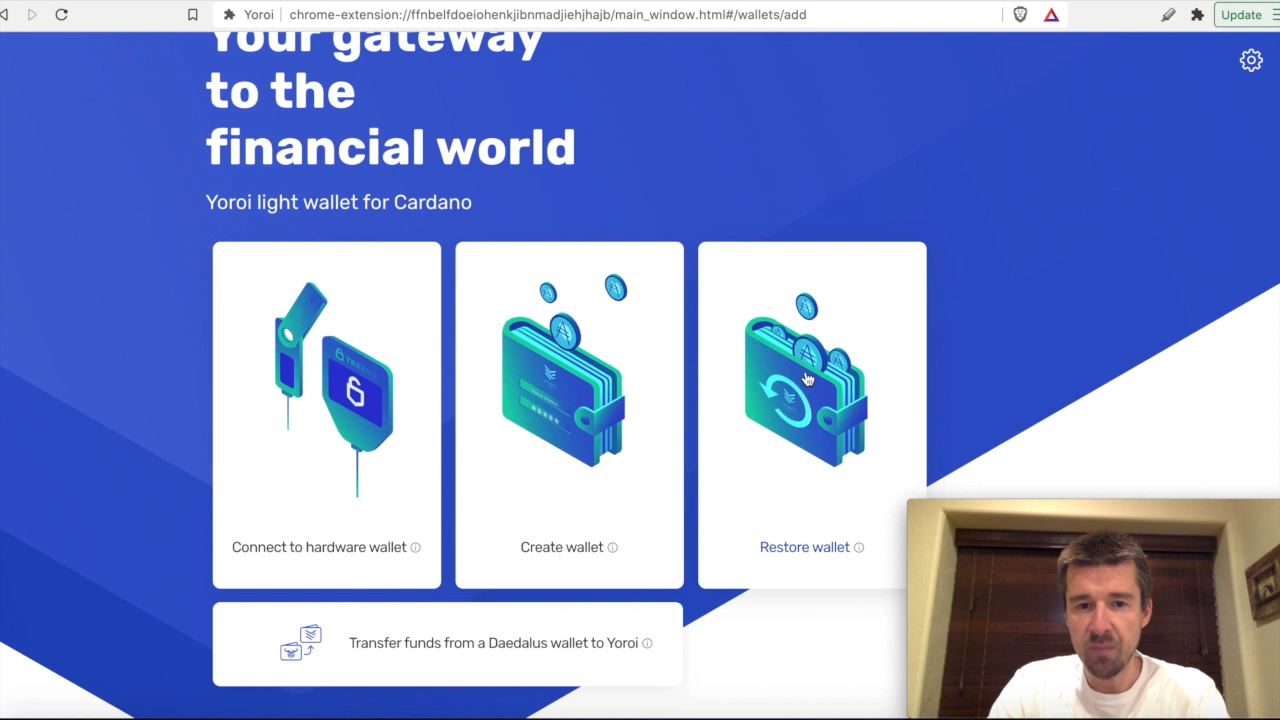 Yoroi
chrome-extension://ffnbelfdoeiohenkjibnmadjiehjhajb/main_window.html#/wallets/add
Update
Your gateway
to the
financial world
Yoroi light wallet for Cardano
TREZOR
Connect to hardware wallet
Create wallet
Restore wallet
Transfer funds from a Daedalus wallet to Yoroi